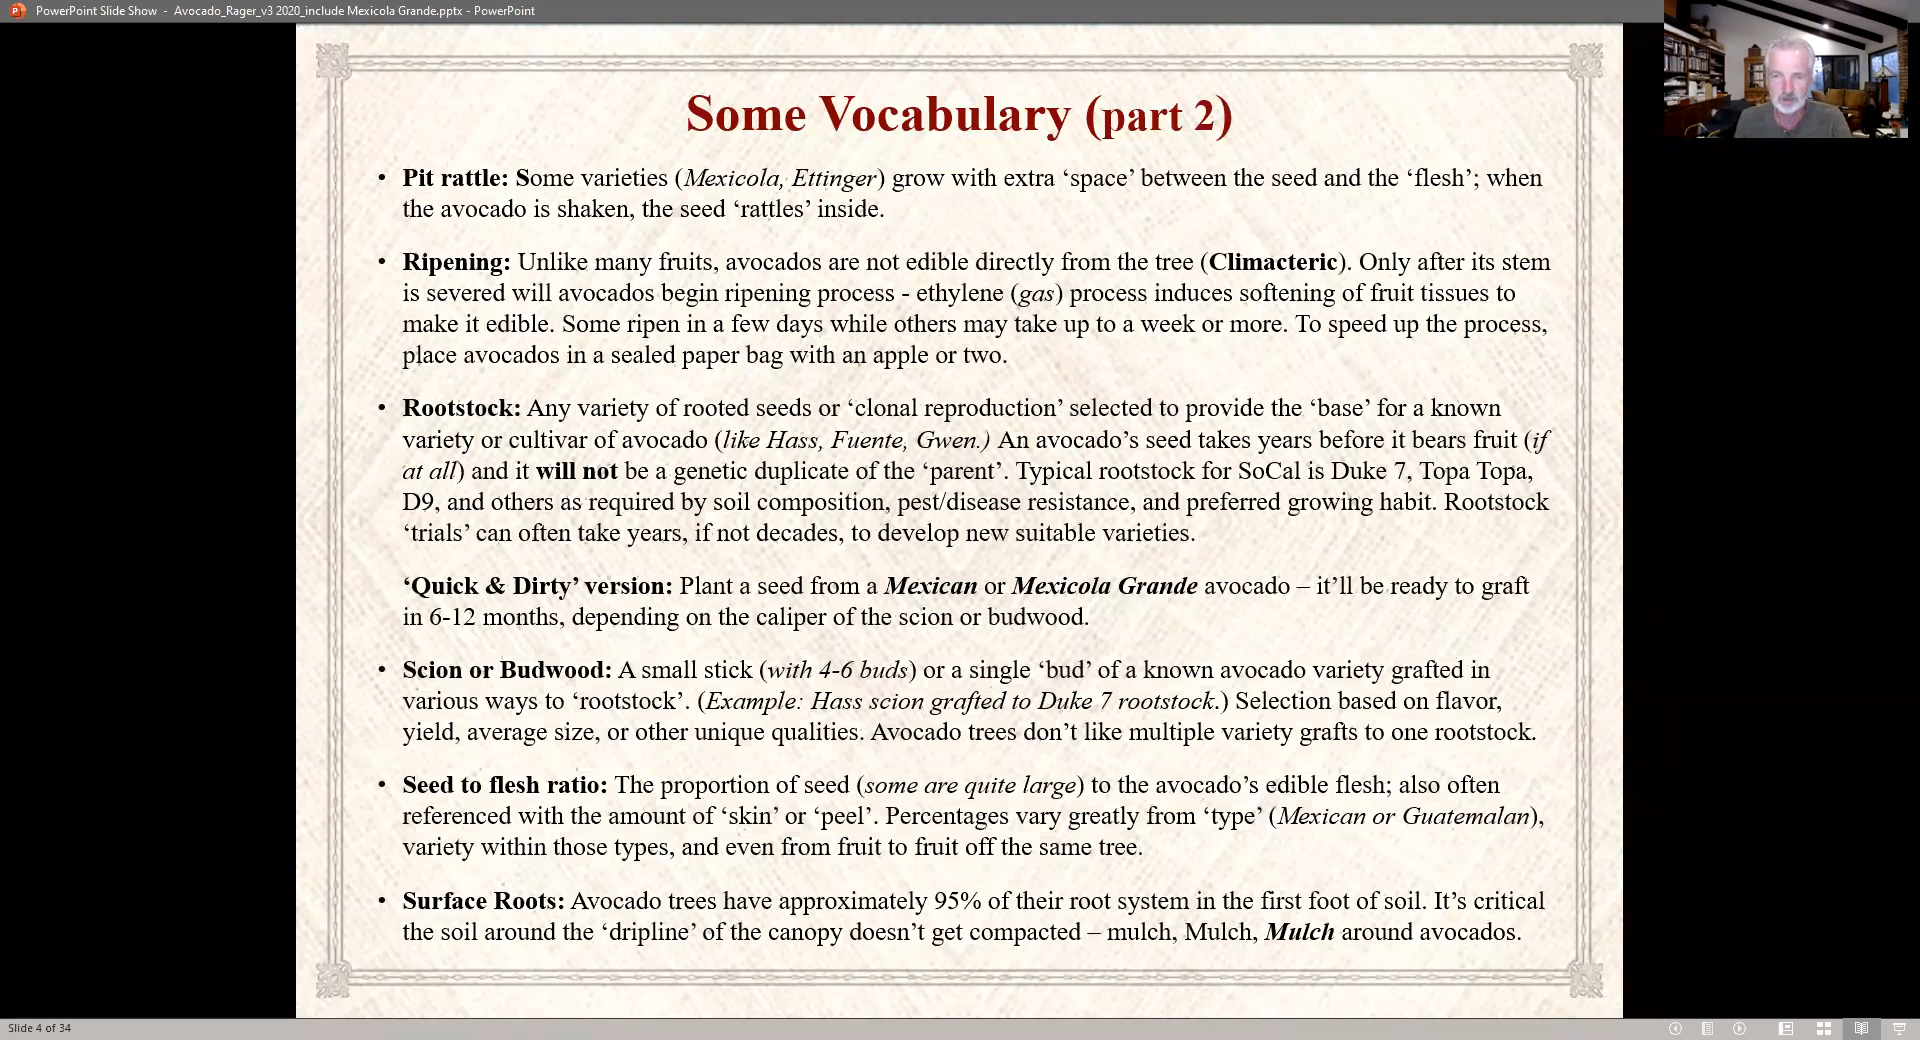 PowerPoint Slide Show - Avocado_Rager_v3 2020_include Mexicola Grande.pptx - PowerPoint
Some Vocabulary (part 2)
• Pit rattle: Some varieties (Mexicola, Ettinger) grow with extra ‘space’ between the seed and the ‘flesh’; when
the avocado is shaken, the seed ‘rattles’ inside.
• Ripening: Unlike many fruits, avocados are not edible directly from the tree (Climacteric). Only after its stem
is severed will avocados begin ripening process - ethylene (gas) process induces softening of fruit tissues to
make it edible. Some ripen in a few days while others may take up to a week or more. To speed up the process,
place avocados in a sealed paper bag with an apple or two.
• Rootstock: Any variety of rooted seeds or ‘clonal reproduction’ selected to provide the ‘base’ for a known
variety or cultivar of avocado (like Hass, Fuente, Gwen.) An avocado’s seed takes years before it bears fruit (if
at all) and it will not be a genetic duplicate of the ‘parent’. Typical rootstock for SoCal is Duke 7, Topa Topa,
D9, and others as required by soil composition, pest/disease resistance, and preferred growing habit. Rootstock
‘trials’ can often take years, if not decades, to develop new suitable varieties.
‘Quick & Dirty’ version: Plant a seed from a Mexican or Mexicola Grande avocado – it’ll be ready to graft
in 6-12 months, depending on the caliper of the scion or budwood.
• Scion or Budwood: A small stick (with 4-6 buds) or a single ‘bud’ of a known avocado variety grafted in
various ways to ‘rootstock’. (Example: Hass scion grafted to Duke 7 rootstock.) Selection based on flavor,
yield, average size, or other unique qualities. Avocado trees don’t like multiple variety grafts to one rootstock.
• Seed to flesh ratio: The proportion of seed (some are quite large) to the avocado’s edible flesh; also often
referenced with the amount of ‘skin’ or ‘peel’. Percentages vary greatly from ‘type’ (Mexican or Guatemalan),
variety within those types, and even from fruit to fruit off the same tree.
• Surface Roots: Avocado trees have approximately 95% of their root system in the first foot of soil. It’s critical
the soil around the ‘dripline’ of the canopy doesn’t get compacted – mulch, Mulch, Mulch around avocados.
Slide 4 of 34